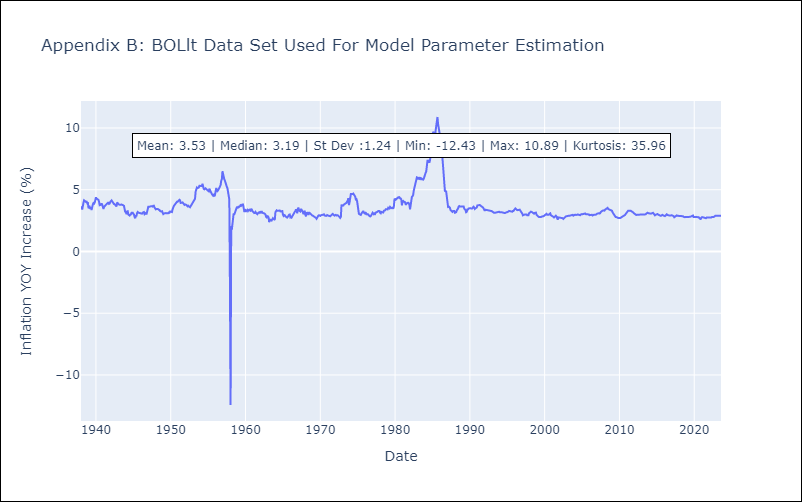 Appendix B: BOLlt Data Set Used For Model Parameter Estimation
Mean: 3.53 | Median: 3.19 | St Dev :1.24 | Min: -12.43 | Max: 10.89 | Kurtosis: 35.96
10
5
0
−5
−10
Inflation YOY Increase (%)
1940 1950 1960 1970 1980 1990 2000 2010 2020
Date